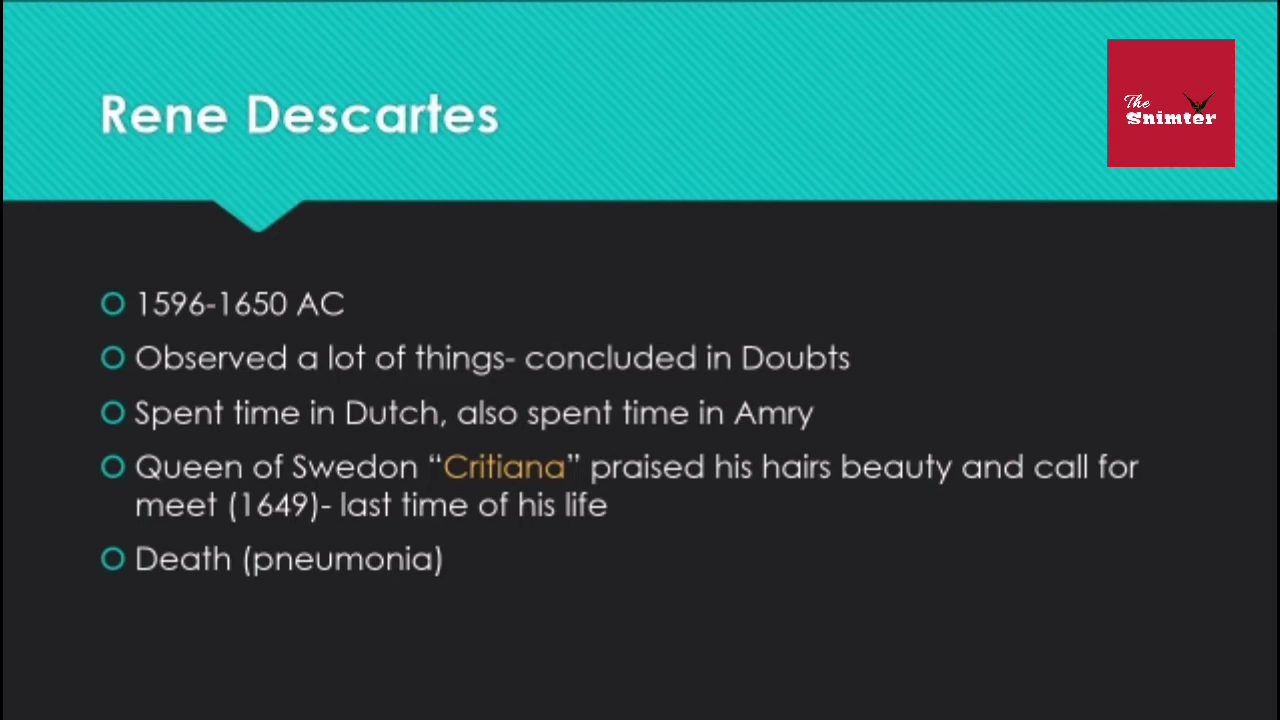 Rene Descartes
The
Snimter
1596-1650 AC
Observed a lot of things- concluded in Doubts
Spent time in Dutch, also spent time in Amry
Queen of Swedon “Critiana” praised his hairs beauty and call for
meet (1649)- last time of his life
Death (pneumonia)